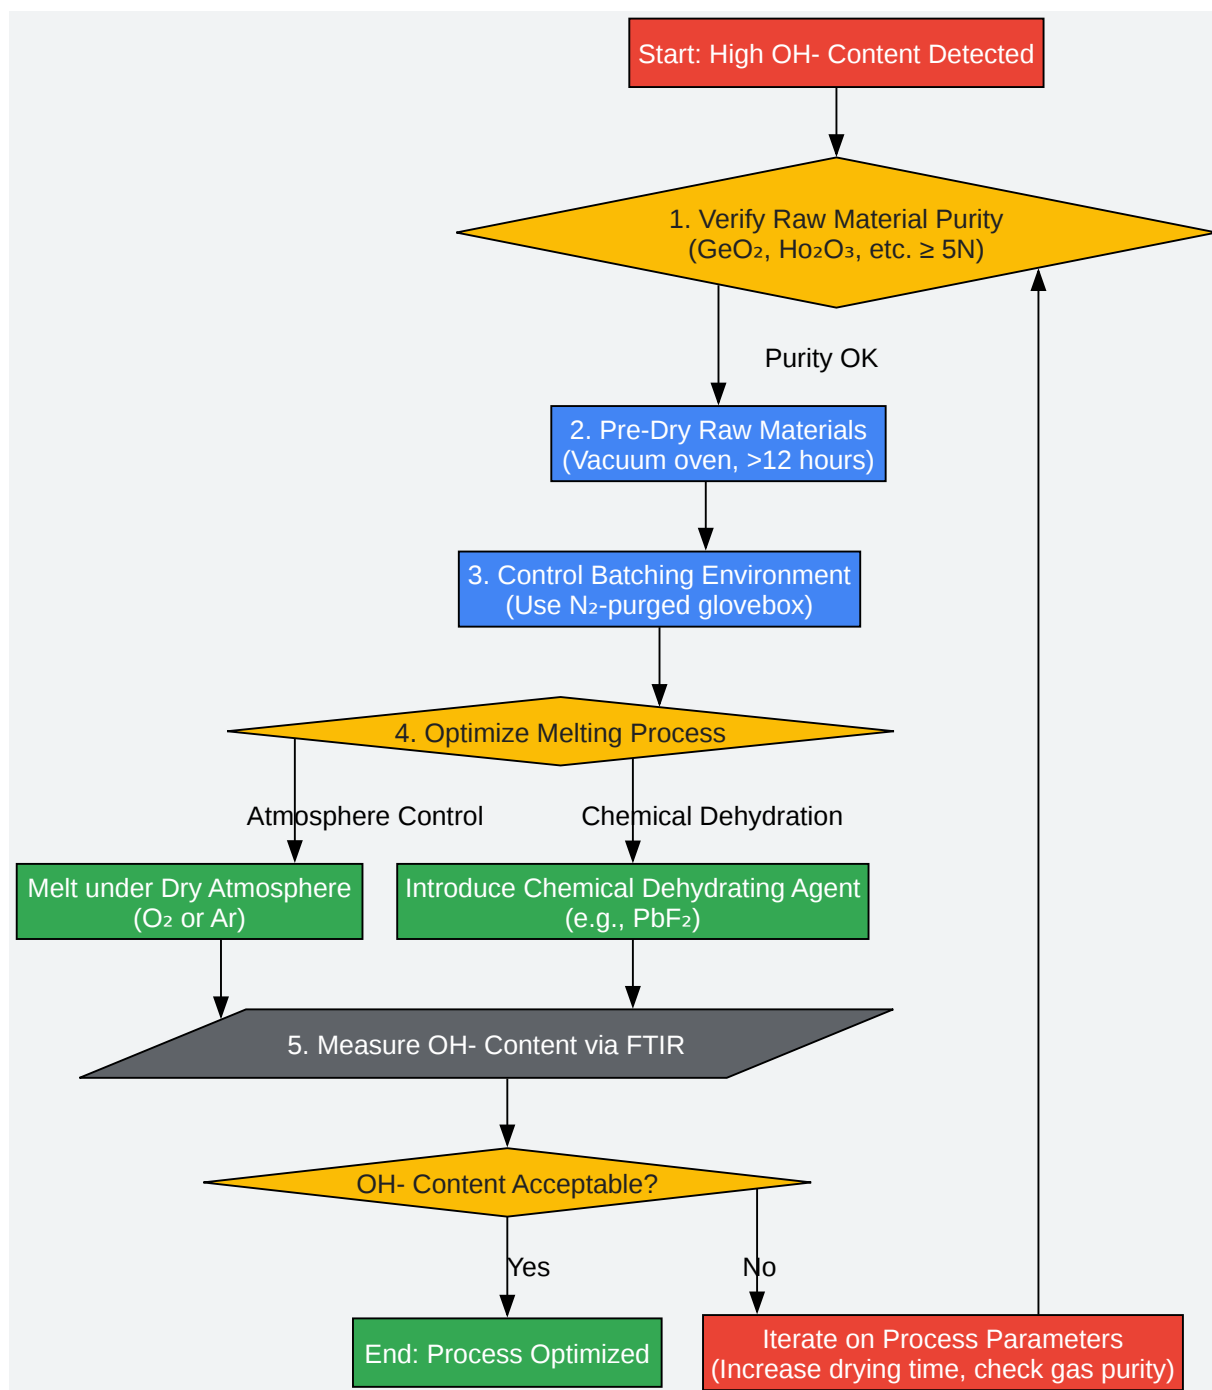 Start: High OH- Content Detected
1. Verify Raw Material Purity
(GeO₂, Ho₂O₃, etc. ≥ 5N)
Purity OK
2. Pre-Dry Raw Materials
(Vacuum oven, >12 hours)
3. Control Batching Environment
(Use N₂-purged glovebox)
4. Optimize Melting Process
Atmosphere Control
Chemical Dehydration
Melt under Dry Atmosphere
(O₂ or Ar)
Introduce Chemical Dehydrating Agent
(e.g., PbF₂)
5. Measure OH- Content via FTIR
OH- Content Acceptable?
Yes
No
End: Process Optimized
Iterate on Process Parameters
(Increase drying time, check gas purity)